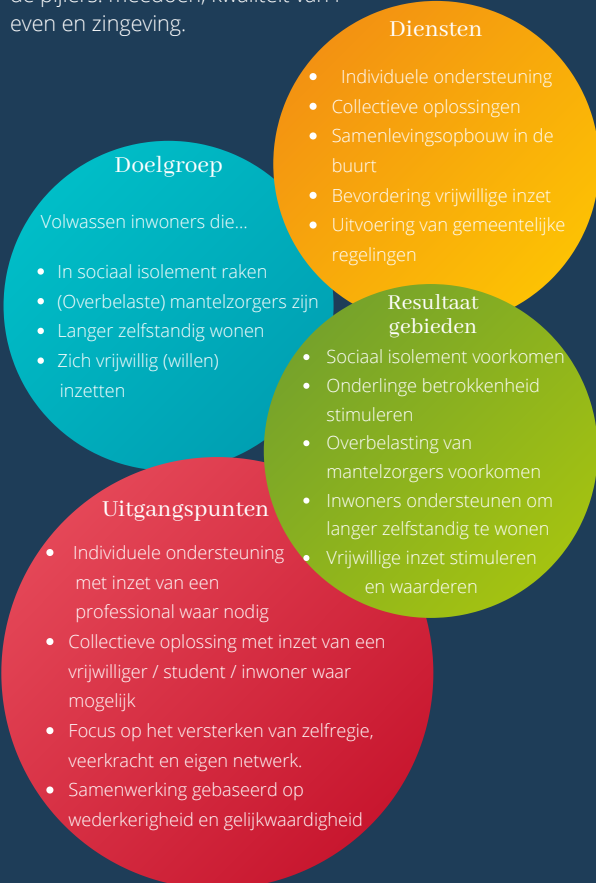 de pijlers: meedoen, kwaliteit van l
even en zingeving.
Diensten
• Individuele ondersteuning
• Collectieve oplossingen
• Samenlevingsopbouw in de
buurt
• Bevordering vrijwillige inzet
• Uitvoering van gemeentelijke
regelingen
Doelgroep
Volwassen inwoners die...
• In sociaal isolement raken
• (Overbelaste) mantelzorgers zijn
• Langer zelfstandig wonen
• Zich vrijwillig (willen)
inzetten
Resultaat
gebieden
• Sociaal isolement voorkomen
• Onderlinge betrokkenheid
stimuleren
• Overbelasting van
mantelzorgers voorkomen
• Inwoners ondersteunen om
langer zelfstandig te wonen
• Vrijwillige inzet stimuleren
en waarderen
Uitgangspunten
• Individuele ondersteuning
met inzet van een
professional waar nodig
• Collectieve oplossing met inzet van een
vrijwilliger / student / inwoner waar
mogelijk
• Focus op het versterken van zelfregie,
veerkracht en eigen netwerk.
• Samenwerking gebaseerd op
wederkerigheid en gelijkwaardigheid